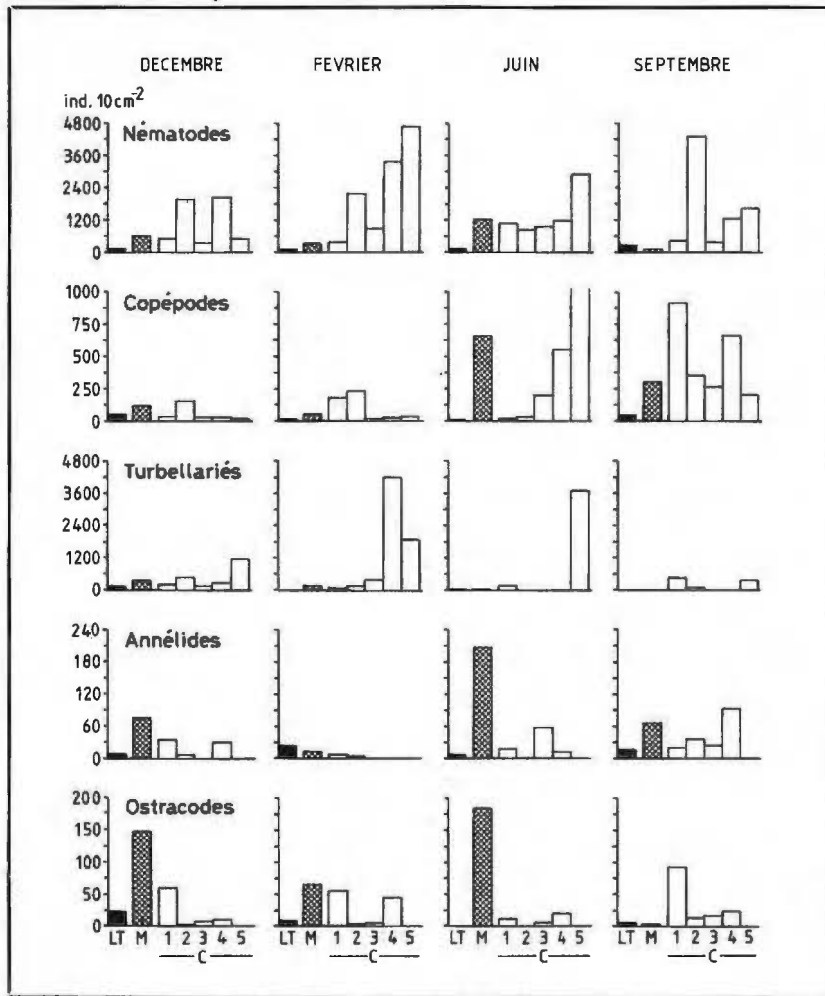 DECEMBRE FEVRIER JUIN SEPTEMBRE
ind. 10cm⁻²
Nématodes
4800
3600
2400
1200
0
Copépodes
1000
750
500
250
0
Turbellariés
4800
3600
2400
1200
0
Annélides
240
180
120
60
0
Ostracodes
200
150
100
50
0
LT M 1 2 3 4 5 LT M 1 2 3 4 5 LT M 1 2 3 4 5 LT M 1 2 3 4 5
C C C C